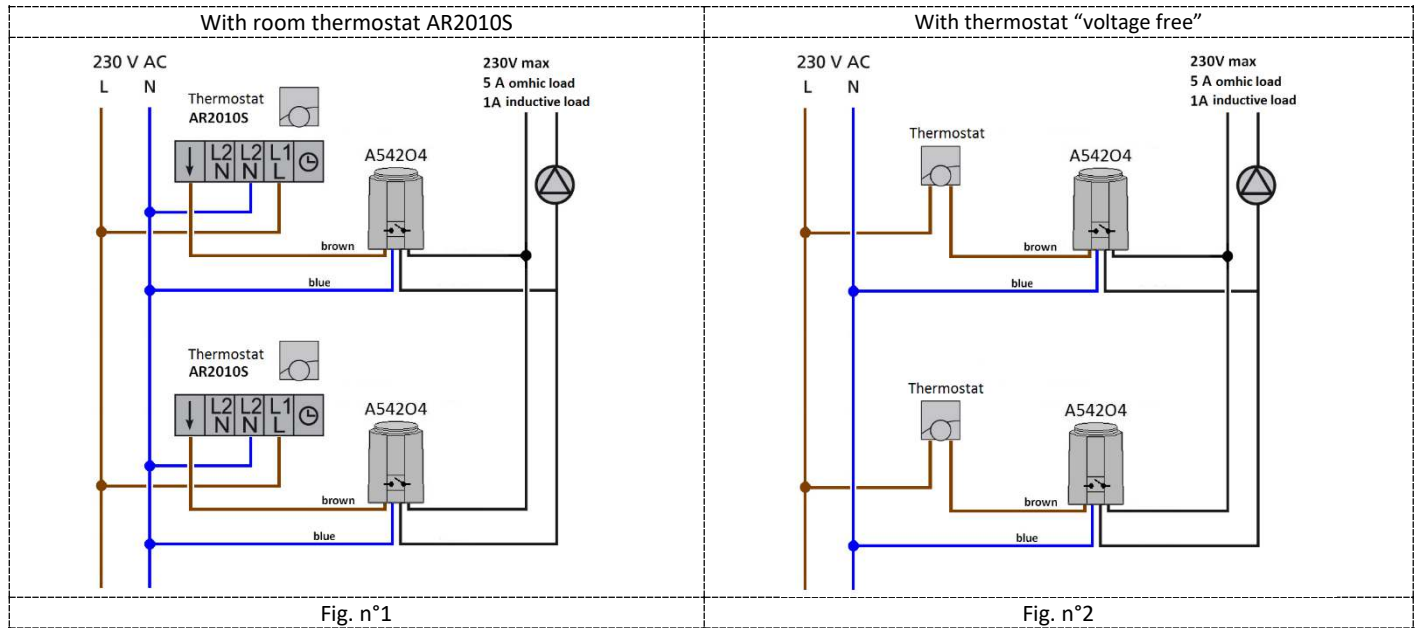 With room thermostat AR2010S
With thermostat “voltage free”
230 V AC
L N
Thermostat
AR2010S
L2 L2 L1
N N L
A542O4
230V max
5 A omhic load
1A inductive load
brown
blue
Thermostat
AR2010S
L2 L2 L1
N N L
A542O4
brown
blue
230 V AC
L N
Thermostat
A542O4
230V max
5 A omhic load
1A inductive load
brown
blue
Thermostat
A542O4
brown
blue
Fig. n°1
Fig. n°2